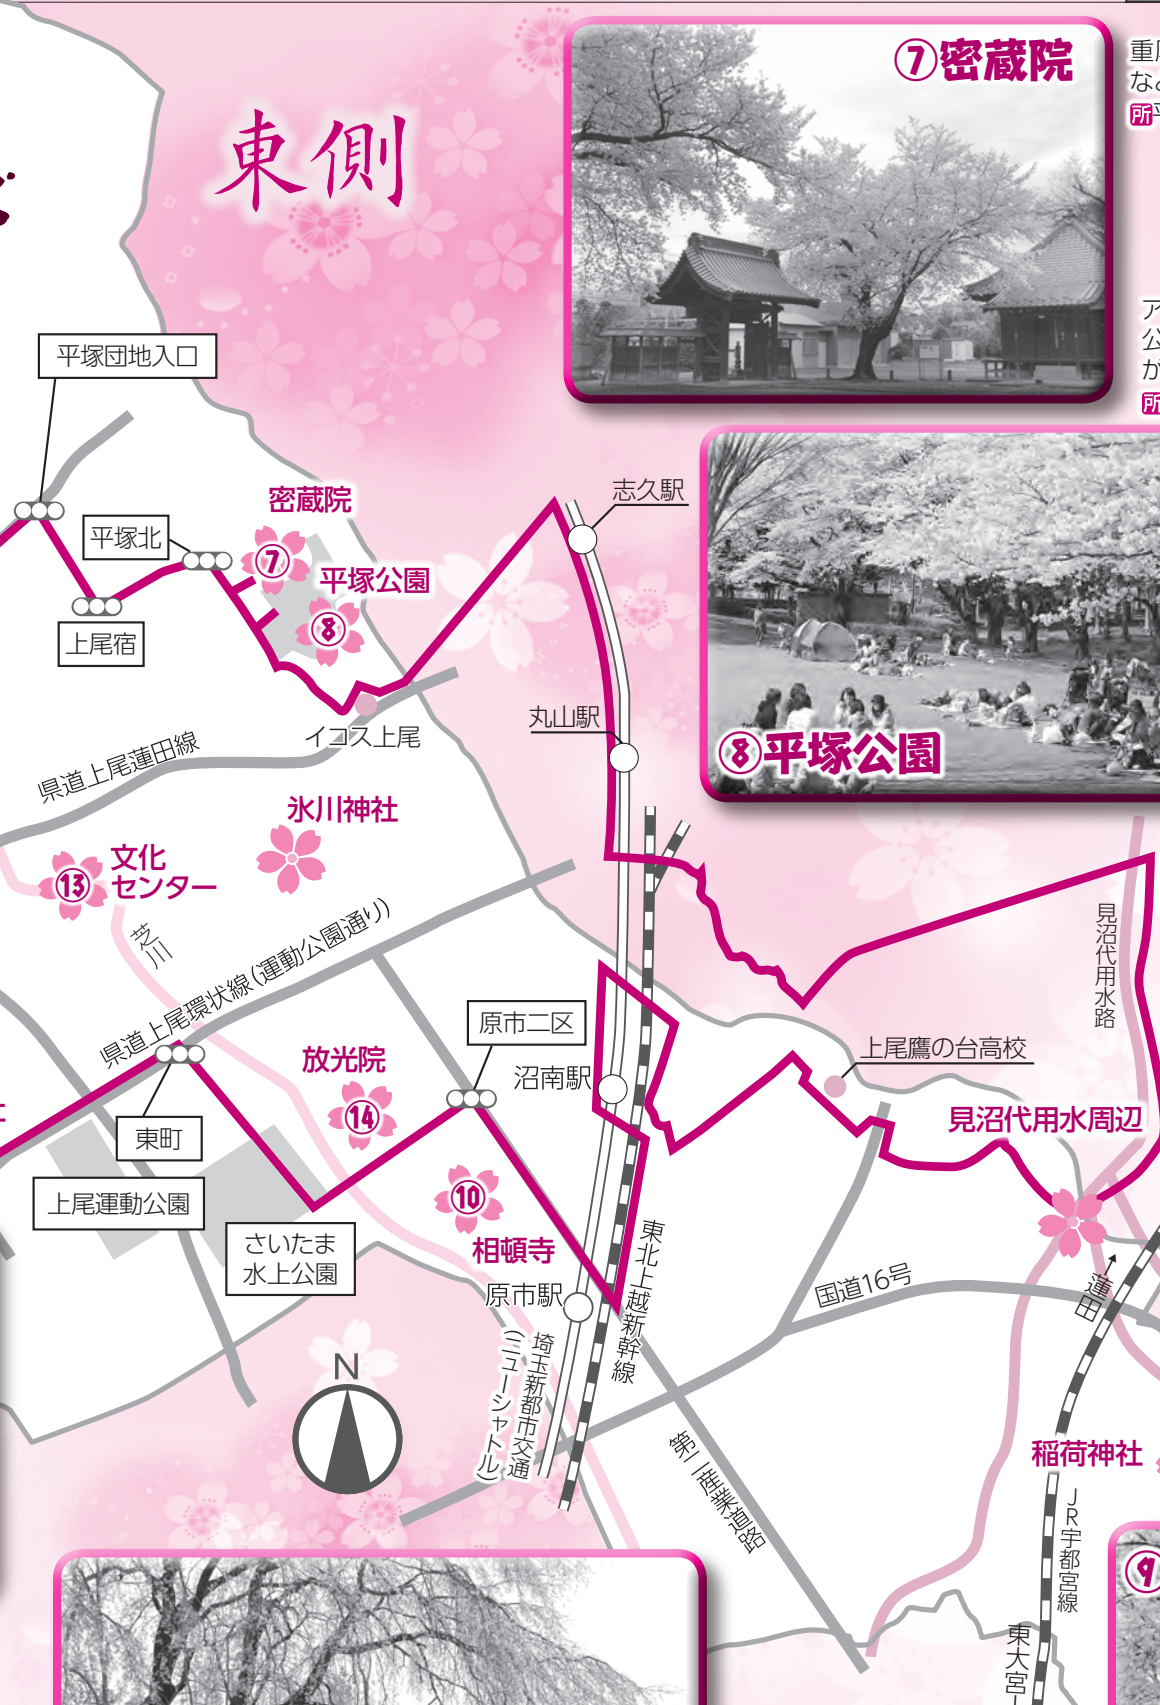 東側
⑦密蔵院
重
な
所平
ア
公
が
所
平塚団地入口
密蔵院
志久駅
平塚北
⑦
平塚公園
⑧
上尾宿
丸山駅
イコス上尾
⑧平塚公園
県道上尾蓮田線
氷川神社
文化
センター
⑬
芝川
県道上尾環状線(運動公園通り)
見沼代用水路
原市二区
上尾鷹の台高校
放光院
沼南駅
⑭
見沼代用水周辺
東町
上尾運動公園
⑩
相頓寺
さいたま
水上公園
原市駅
東北上越新幹線
国道16号
蓮田
埼玉新都市交通
(ニューシャトル)
N
第二産業道路
稲荷神社
JR宇都宮線
⑨
東大宮